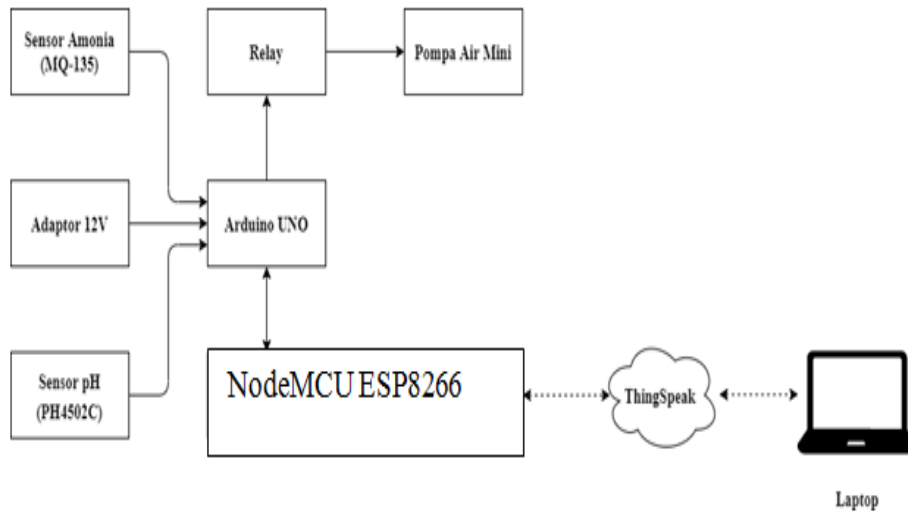 Sensor Amonia
(MQ-135)
Relay
Pompa Air Mini
Adaptor 12V
Arduino UNO
Sensor pH
(PH4502C)
NodeMCU ESP8266
ThingSpeak
Laptop